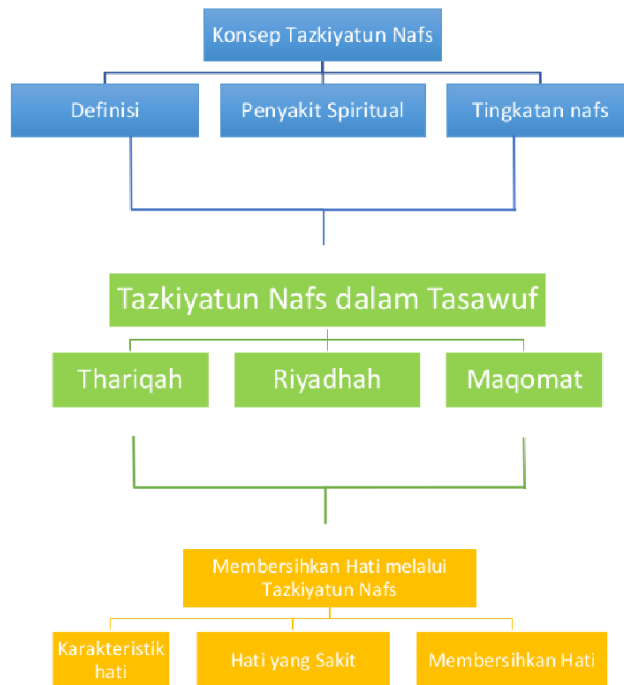 Konsep Tazkiyatun Nafs
Definisi
Penyakit Spiritual
Tingkatan nafs
Tazkiyatun Nafs dalam Tasawuf
Thariqah
Riyadhah
Maqomat
Membersihkan Hati melalui
Tazkiyatun Nafs
Karakteristik
hati
Hati yang Sakit
Membersihkan Hati